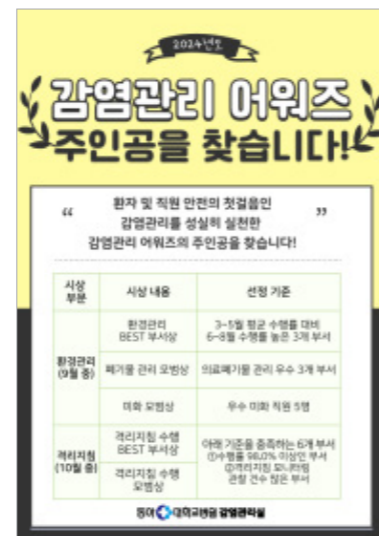 2024년도
감염관리 어워즈
주인공을 찾습니다!
“ 환자 및 직원 안전의 첫걸음인 ”
감염관리를 성실히 실천한
감염관리 어워즈의 주인공을 찾습니다!
시상 부문 시상 내용 선정 기준
환경관리 (9월 중)
환경관리 BEST 부서상
3~5월 평균 수행률 대비
6~8월 수행률 높은 3개 부서
폐기물 관리 모범상 의료폐기물 관리 우수 3개 부서
미화 모범상 우수 미화 직원 5명
격리지침 (10월 중)
격리지침 수행 BEST 부서상
격리지침 수행 모범상
아래 기준을 충족하는 6개 부서
①수행률 98.0% 이상인 부서
②격리지침 모니터링
관찰 건수 많은 부서
동아대학교병원 감염관리실